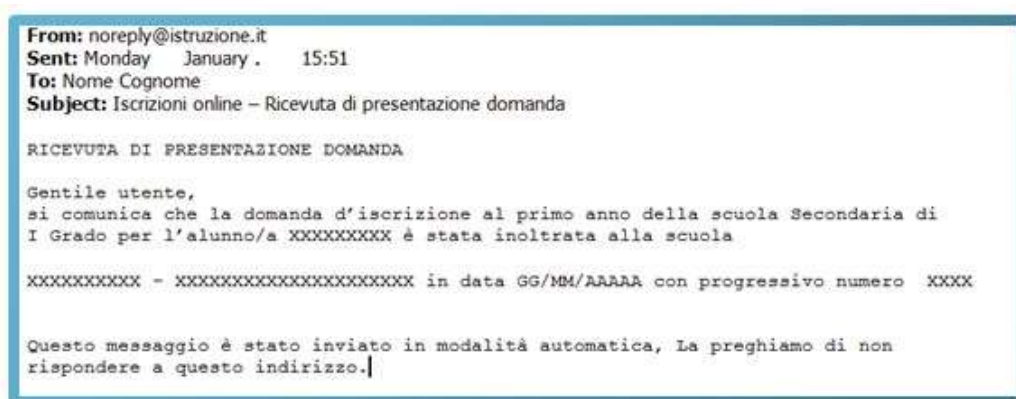 From: noreply@istruzione.it
Sent: Monday January . 15:51
To: Nome Cognome
Subject: Iscrizioni online – Ricevuta di presentazione domanda
RICEVUTA DI PRESENTAZIONE DOMANDA
Gentile utente,
si comunica che la domanda d'iscrizione al primo anno della scuola Secondaria di
I Grado per l'alunno/a XXXXXXXXX è stata inoltrata alla scuola
XXXXXXXXXX - XXXXXXXXXXXXXXXXXXXXX in data GG/MM/AAAAA con progressivo numero XXXX
Questo messaggio è stato inviato in modalità automatica, La preghiamo di non
rispondere a questo indirizzo.